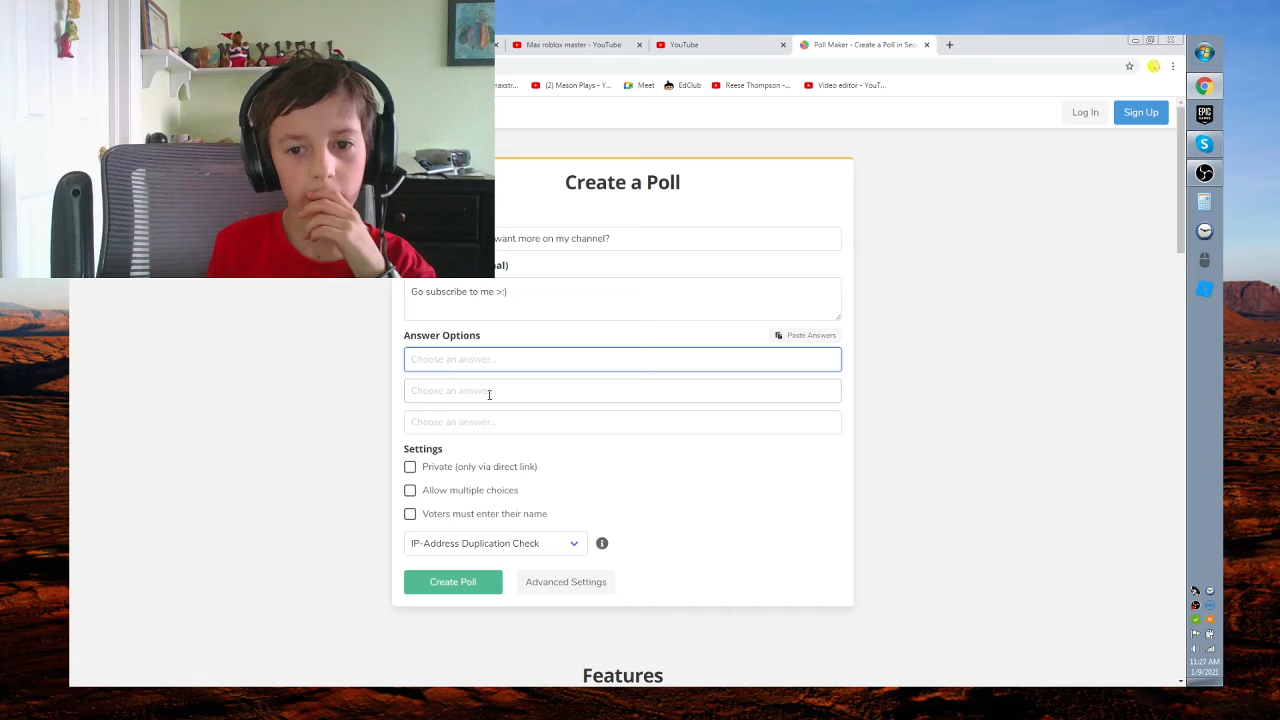 Max roblox master - YouTube
YouTube
Poll Maker - Create a Poll in Sec
(2) Mason Plays - Y...
Meet
EdClub
Reese Thompson -...
Video editor - YouT...
Log In
Sign Up
Create a Poll
want more on my channel?
Go subscribe to me >:)
Answer Options
Paste Answers
Choose an answer...
Choose an answer...
Choose an answer...
Settings
Private (only via direct link)
Allow multiple choices
Voters must enter their name
IP-Address Duplication Check
Create Poll
Advanced Settings
Features
EPIC
GAMES
11:27 AM
1/9/2021